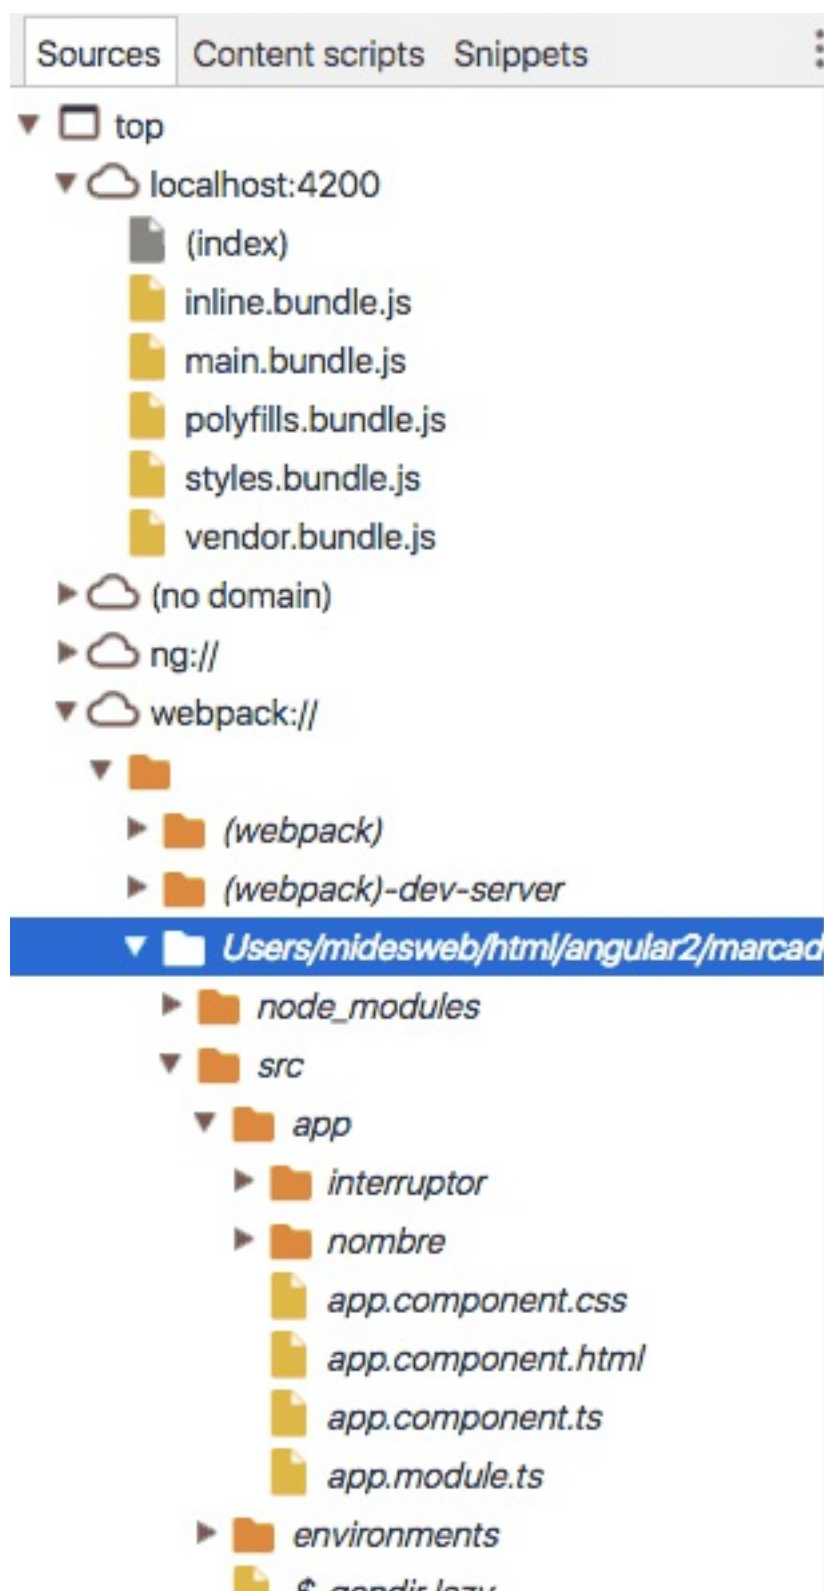 Sources Content scripts Snippets
top
localhost:4200
(index)
inline.bundle.js
main.bundle.js
polyfills.bundle.js
styles.bundle.js
vendor.bundle.js
(no domain)
ng://
webpack://
(webpack)
(webpack)-dev-server
Users/midesweb/html/angular2/marcad
node_modules
src
app
interruptor
nombre
app.component.css
app.component.html
app.component.ts
app.module.ts
environments
$_gendir lazy